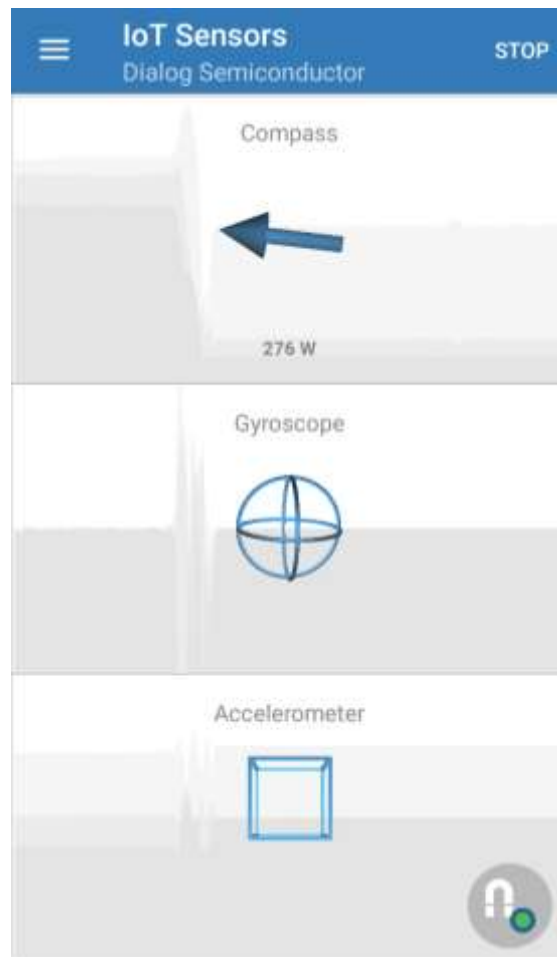 IoT Sensors
Dialog Semiconductor
STOP
Compass
276 W
Gyroscope
Accelerometer